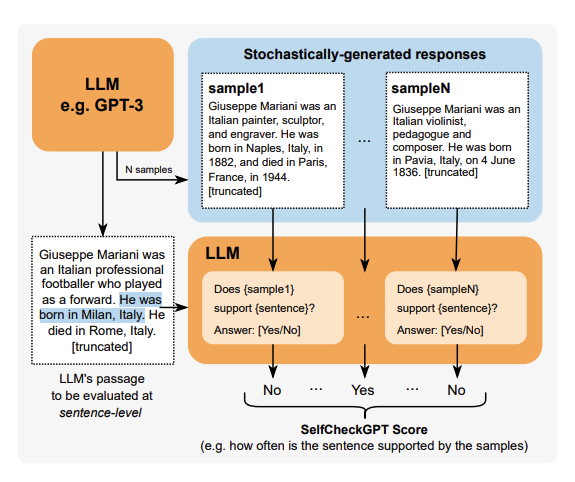 Stochastically-generated responses
LLM
e.g. GPT-3
N samples
sample1
Giuseppe Mariani was an
Italian painter, sculptor,
and engraver. He was
born in Naples, Italy, in
1882, and died in Paris,
France, in 1944.
[truncated]
...
sampleN
Giuseppe Mariani was an
Italian violinist,
pedagogue and
composer. He was born
in Pavia, Italy, on 4 June
1836. [truncated]
Giuseppe Mariani was
an Italian professional
footballer who played
as a forward. He was
born in Milan, Italy. He
died in Rome, Italy.
[truncated]
LLM's passage
to be evaluated at
sentence-level
LLM
Does {sample1}
support {sentence}?
Answer: [Yes/No]
...
Does {sampleN}
support {sentence}?
Answer: [Yes/No]
No ... Yes ... No
SelfCheckGPT Score
(e.g. how often is the sentence supported by the samples)